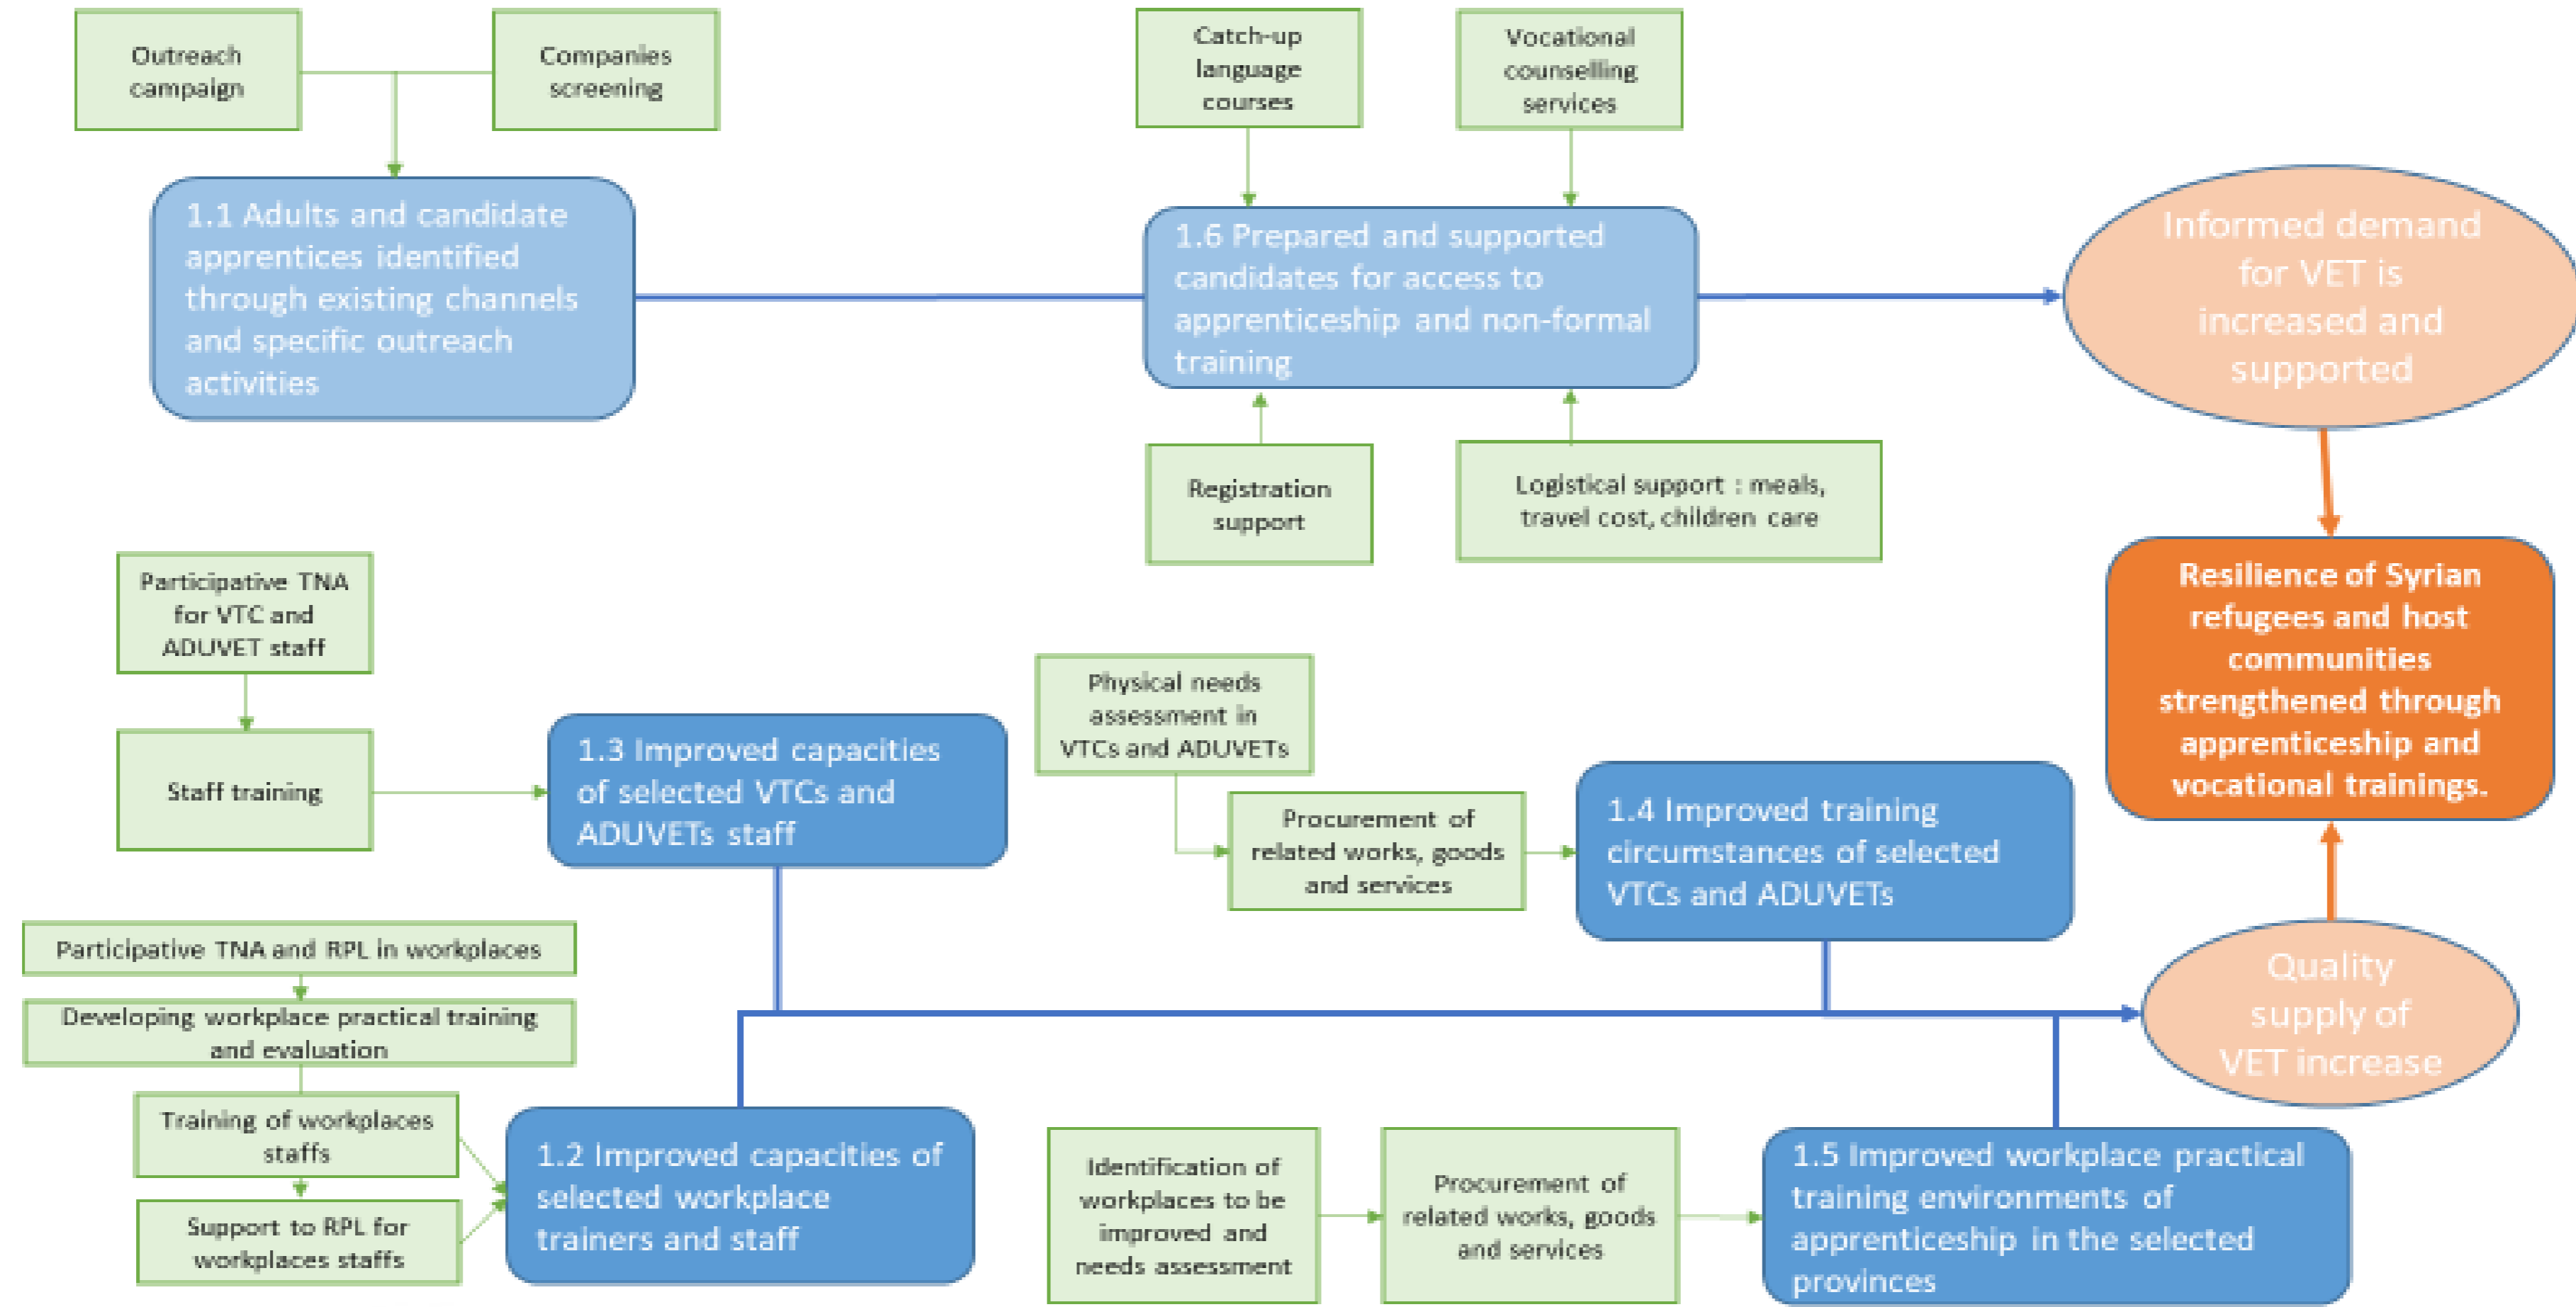 Outreach
campaign
Companies
screening
Catch-up
language
courses
Vocational
counselling
services
1.1 Adults and candidate
apprentices identified
through existing channels
and specific outreach
activities
1.6 Prepared and supported
candidates for access to
apprenticeship and non-formal
training
Informed demand
for VET is
increased and
supported
Registration
support
Logistical support : meals,
travel cost, children care
Resilience of Syrian
refugees and host
communities
strengthened through
apprenticeship and
vocational trainings.
Participative TNA
for VTC and
ADUVET staff
Staff training
1.3 Improved capacities
of selected VTCs and
ADUVETs staff
Physical needs
assessment in
VTCs and ADUVETs
Procurement of
related works, goods
and services
1.4 Improved training
circumstances of selected
VTCs and ADUVETs
Participative TNA and RPL in workplaces
Developing workplace practical training
and evaluation
Training of workplaces
staffs
Support to RPL for
workplaces staffs
1.2 Improved capacities of
selected workplace
trainers and staff
Identification of
workplaces to be
improved and
needs assessment
Procurement of
related works, goods
and services
1.5 Improved workplace practical
training environments of
apprenticeship in the selected
provinces
Quality
supply of
VET increase